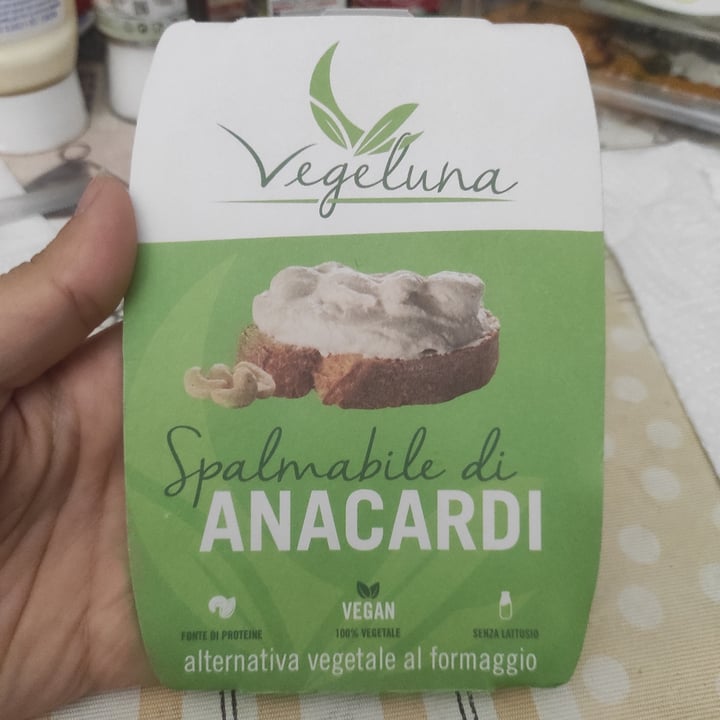 Vegeluna
Spalmabile di
ANACARDI
FONTE DI PROTEINE
VEGAN
100% VEGETALE
SENZA LATTOSIO
alternativa vegetale al formaggio